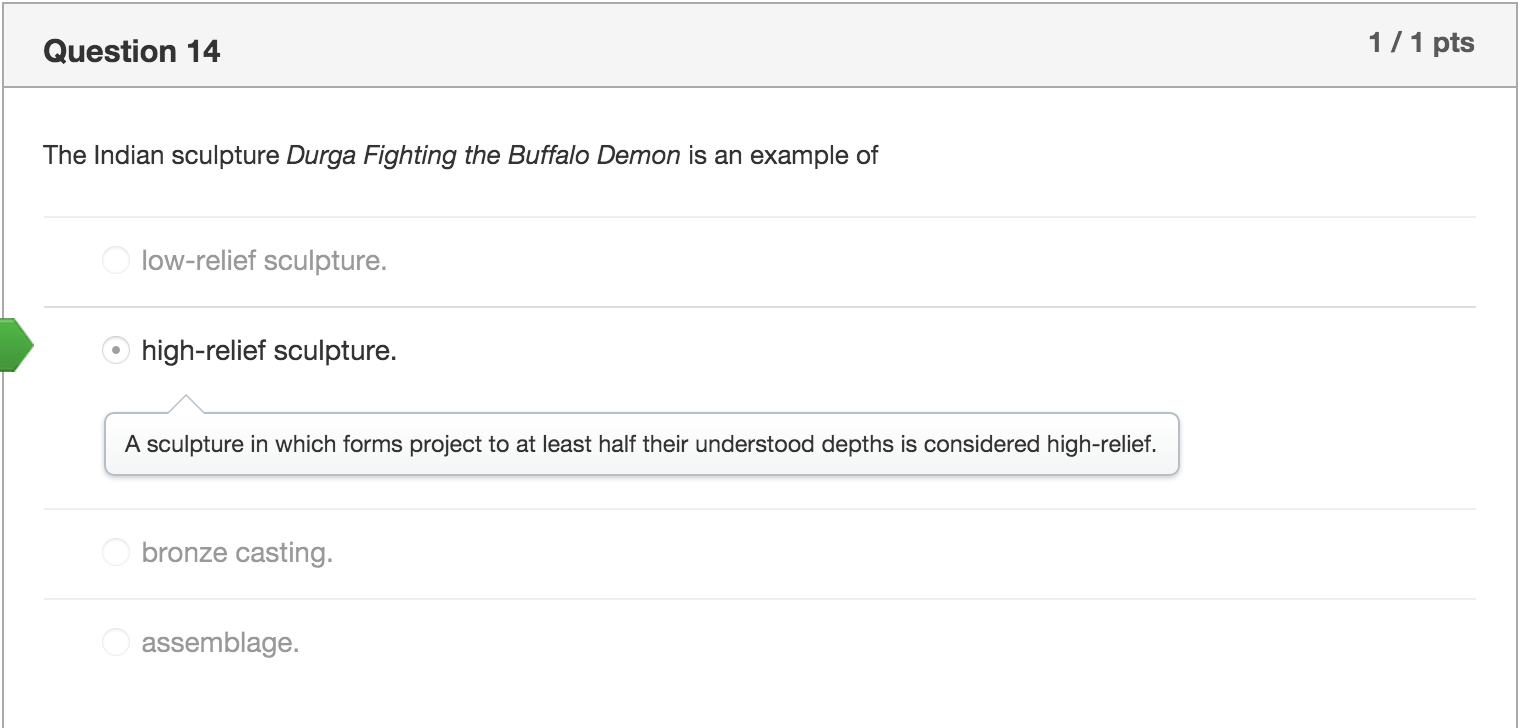 Question 14
1 / 1 pts
The Indian sculpture Durga Fighting the Buffalo Demon is an example of
low-relief sculpture.
high-relief sculpture.
A sculpture in which forms project to at least half their understood depths is considered high-relief.
bronze casting.
assemblage.